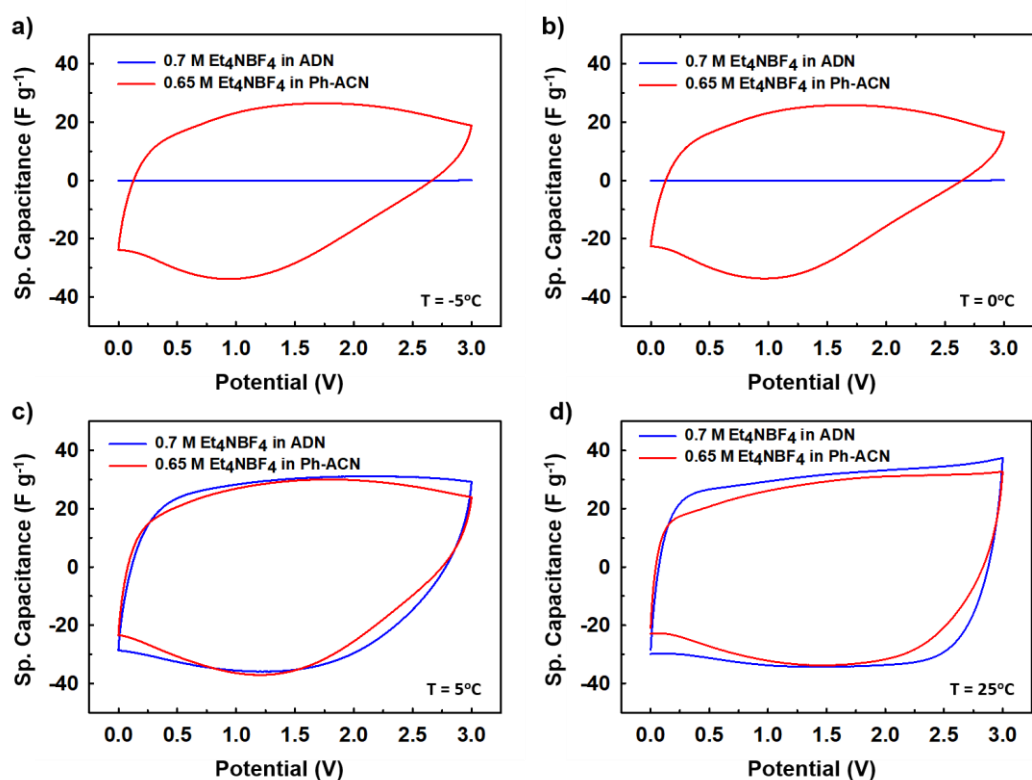 a)
0.7 M Et₄NBF₄ in ADN
0.65 M Et₄NBF₄ in Ph-ACN
40
20
0
-20
-40
Sp. Capacitance (F g⁻¹)
T = -5°C
0.0 0.5 1.0 1.5 2.0 2.5 3.0
Potential (V)
b)
0.7 M Et₄NBF₄ in ADN
0.65 M Et₄NBF₄ in Ph-ACN
40
20
0
-20
-40
Sp. Capacitance (F g⁻¹)
T = 0°C
0.0 0.5 1.0 1.5 2.0 2.5 3.0
Potential (V)
c)
0.7 M Et₄NBF₄ in ADN
0.65 M Et₄NBF₄ in Ph-ACN
40
20
0
-20
-40
Sp. Capacitance (F g⁻¹)
T = 5°C
0.0 0.5 1.0 1.5 2.0 2.5 3.0
Potential (V)
d)
0.7 M Et₄NBF₄ in ADN
0.65 M Et₄NBF₄ in Ph-ACN
40
20
0
-20
-40
Sp. Capacitance (F g⁻¹)
T = 25°C
0.0 0.5 1.0 1.5 2.0 2.5 3.0
Potential (V)